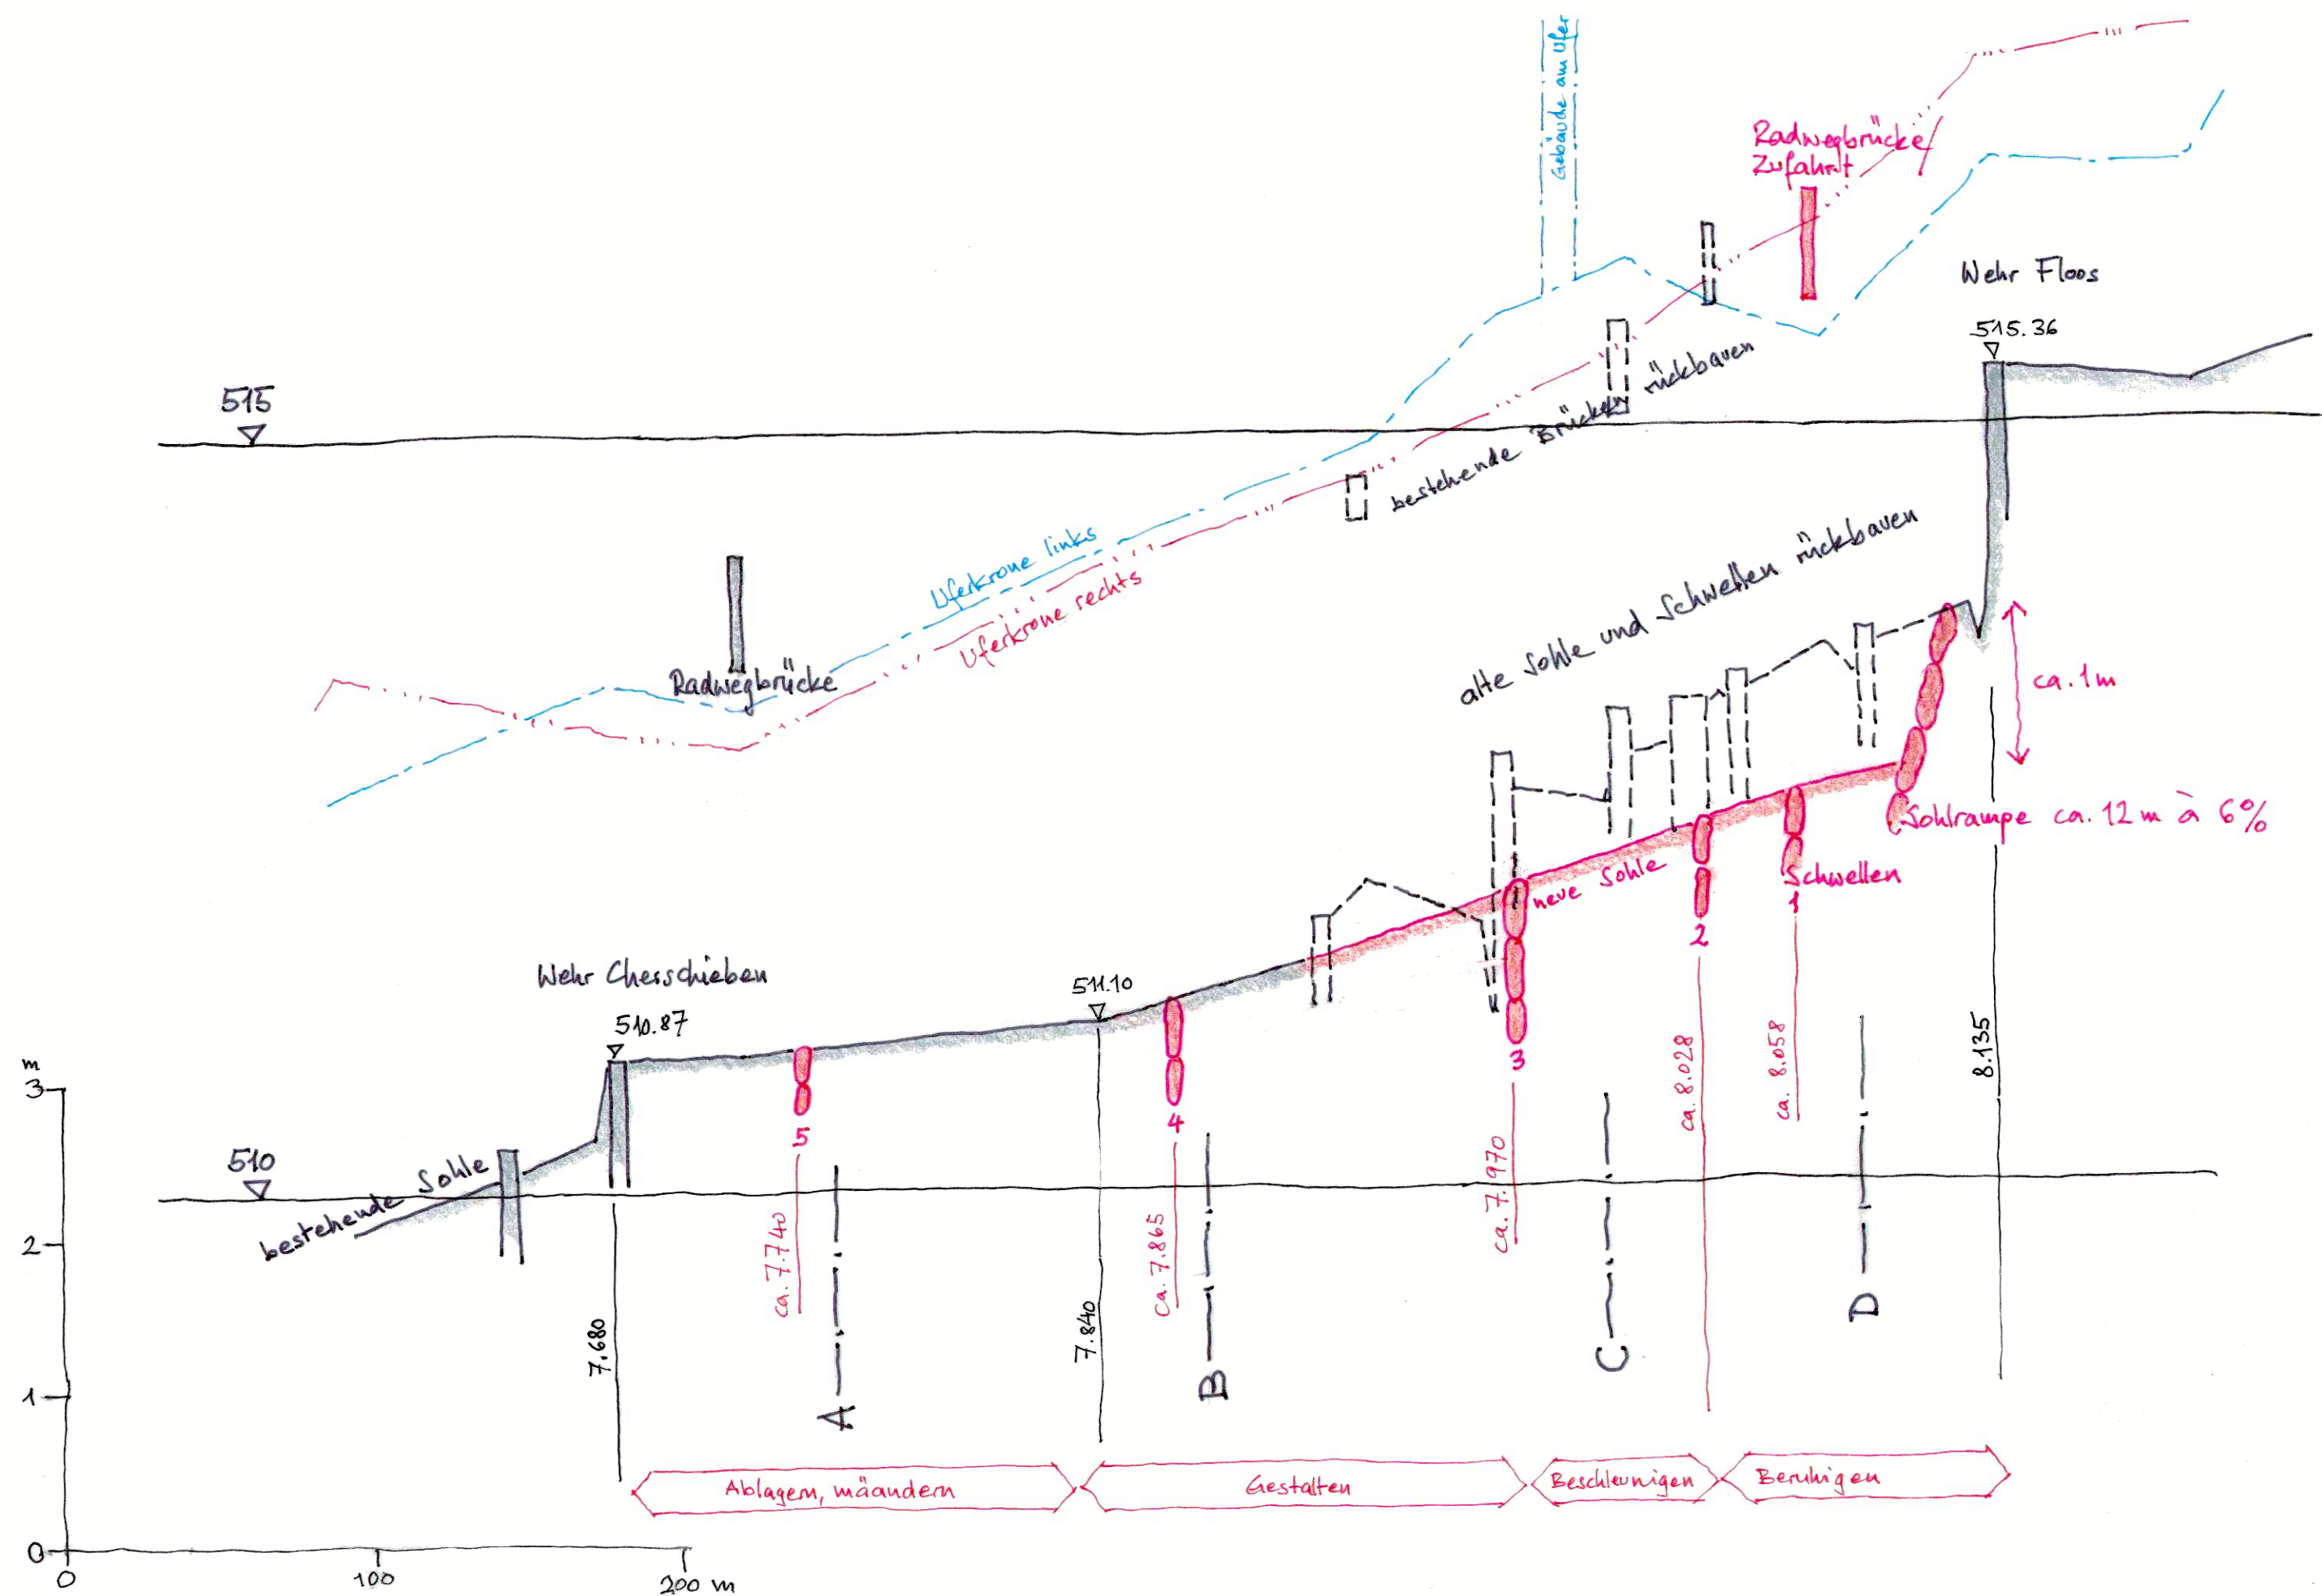 Gebäude am Ufer
Radwegbrücke
Zufahrt
Wehr Floos
515.36
515
bestehende Brücken rückbauen
Uferkrone links
Uferkrone rechts
alte Sohle und Schwellen rückbauen
Radwegbrücke
ca. 1m
Sohlrampe ca. 12 m à 6%
neue Sohle
Schwellen
1
2
3
Wehr Chesschieben
510.87
511.10
4
5
m
3
2
1
0
510
bestehende Sohle
7.680
ca. 7.740
A
7.840
ca. 7.865
B
ca. 7.970
C
ca. 8.028
ca. 8.058
D
8.135
Ablagern, mäandern
Gestalten
Beschleunigen
Beruhigen
0
100
200 m